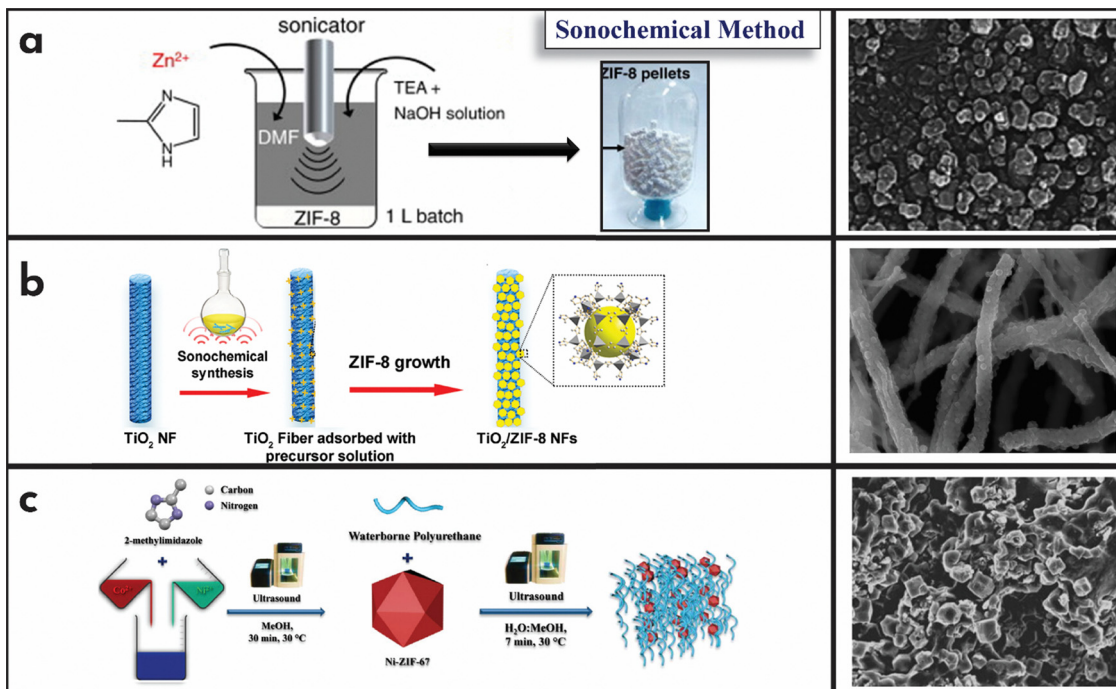 a
sonicator
Sonochemical Method
Zn²⁺
N
N
H
DMF
TEA +
NaOH solution
ZIF-8
1 L batch
ZIF-8 pellets
b
Sonochemical
synthesis
ZIF-8 growth
TiO₂ NF
TiO₂ Fiber adsorbed with
precursor solution
TiO₂/ZIF-8 NFs
c
Carbon
Nitrogen
2-methylimidazole
+
Co²⁺
Ni²⁺
Ultrasound
MeOH,
30 min, 30 °C
Waterborne Polyurethane
+
Ni-ZIF-67
Ultrasound
H₂O:MeOH,
7 min, 30 °C